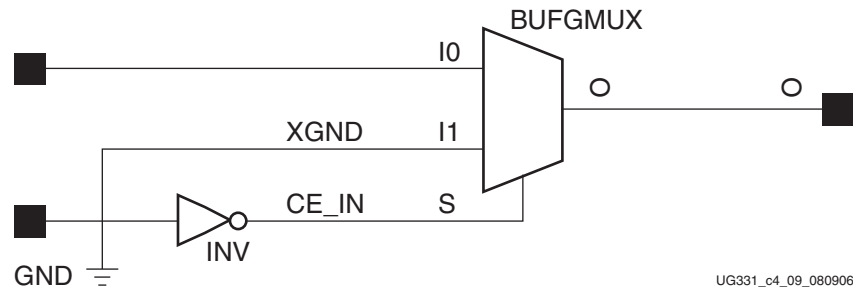 BUFGMUX
I0
O O
XGND I1
CE_IN S
INV
GND
UG331_c4_09_080906